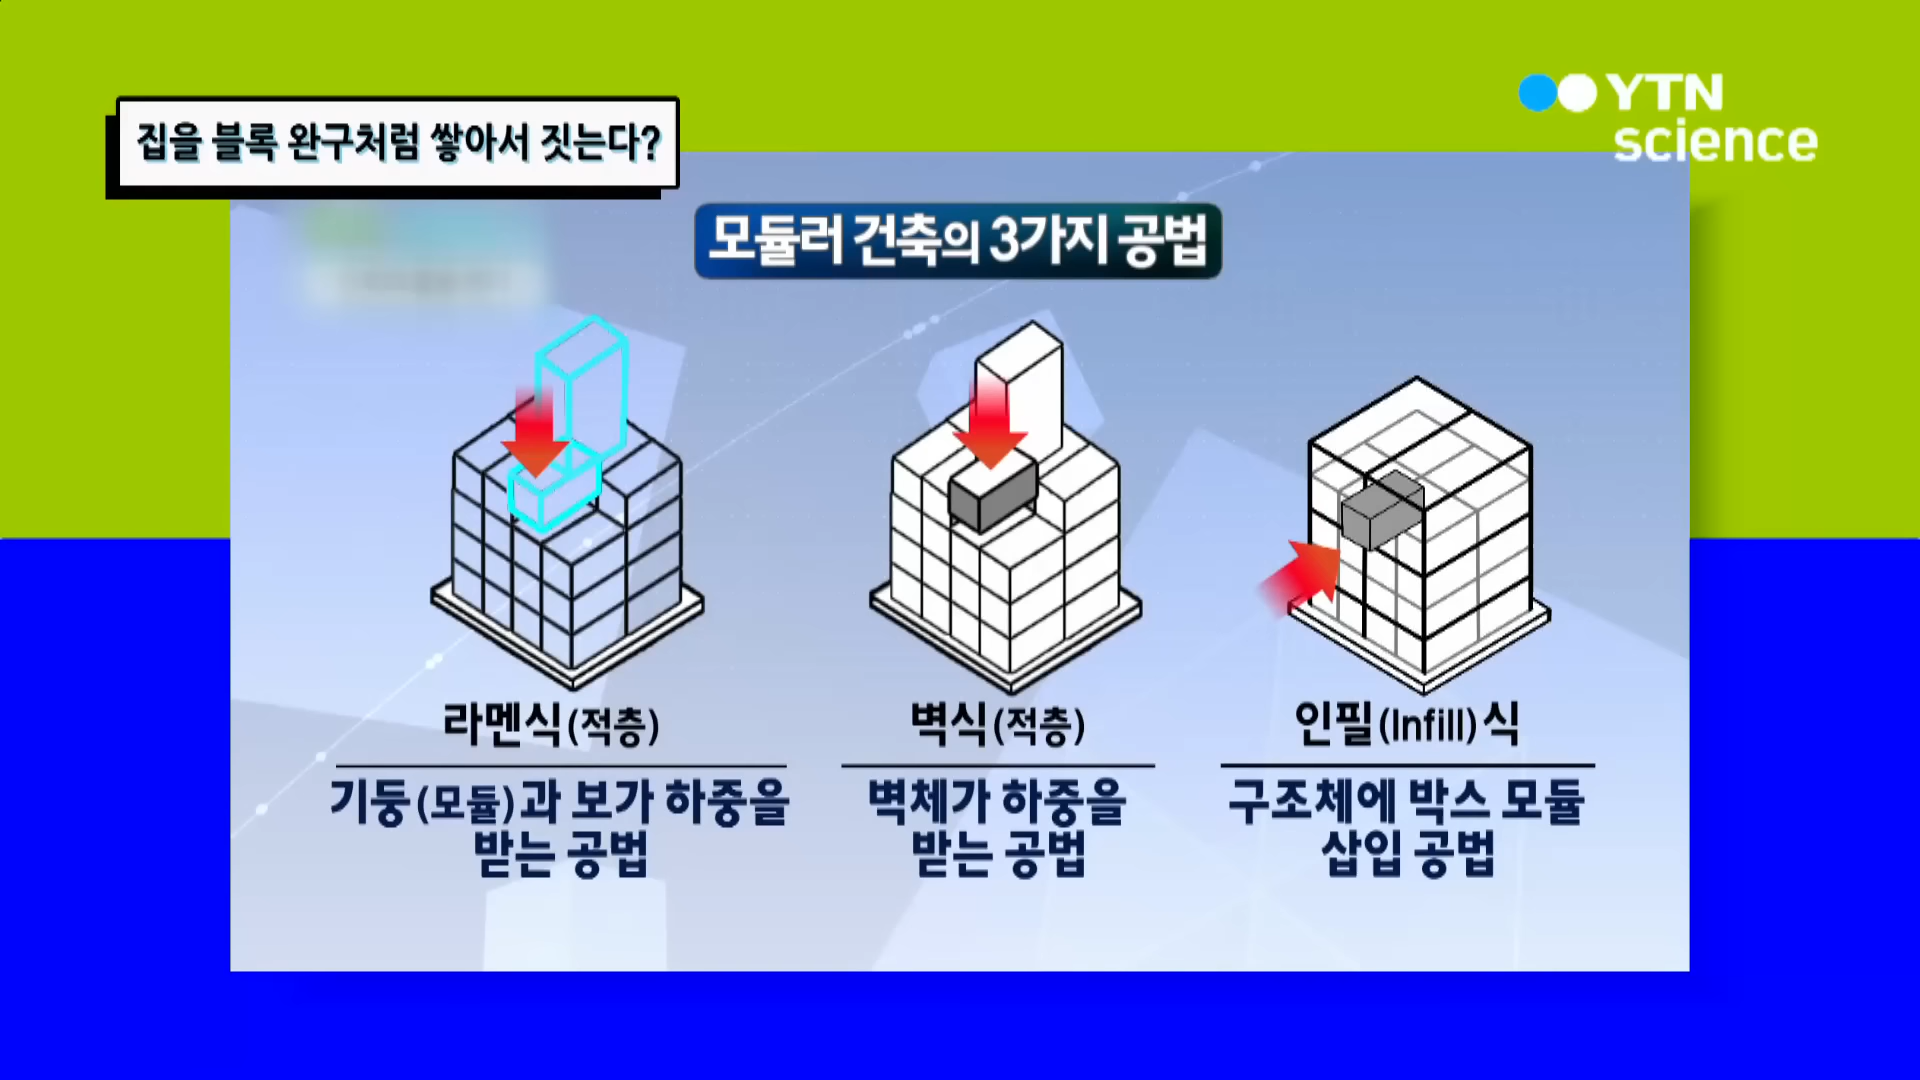 집을 블록 완구처럼 쌓아서 짓는다?
YTN
science
모듈러 건축의 3가지 공법
라멘식(적층)
기둥(모듈)과 보가 하중을
받는 공법
벽식(적층)
벽체가 하중을
받는 공법
인필(Infill)식
구조체에 박스 모듈
삽입 공법